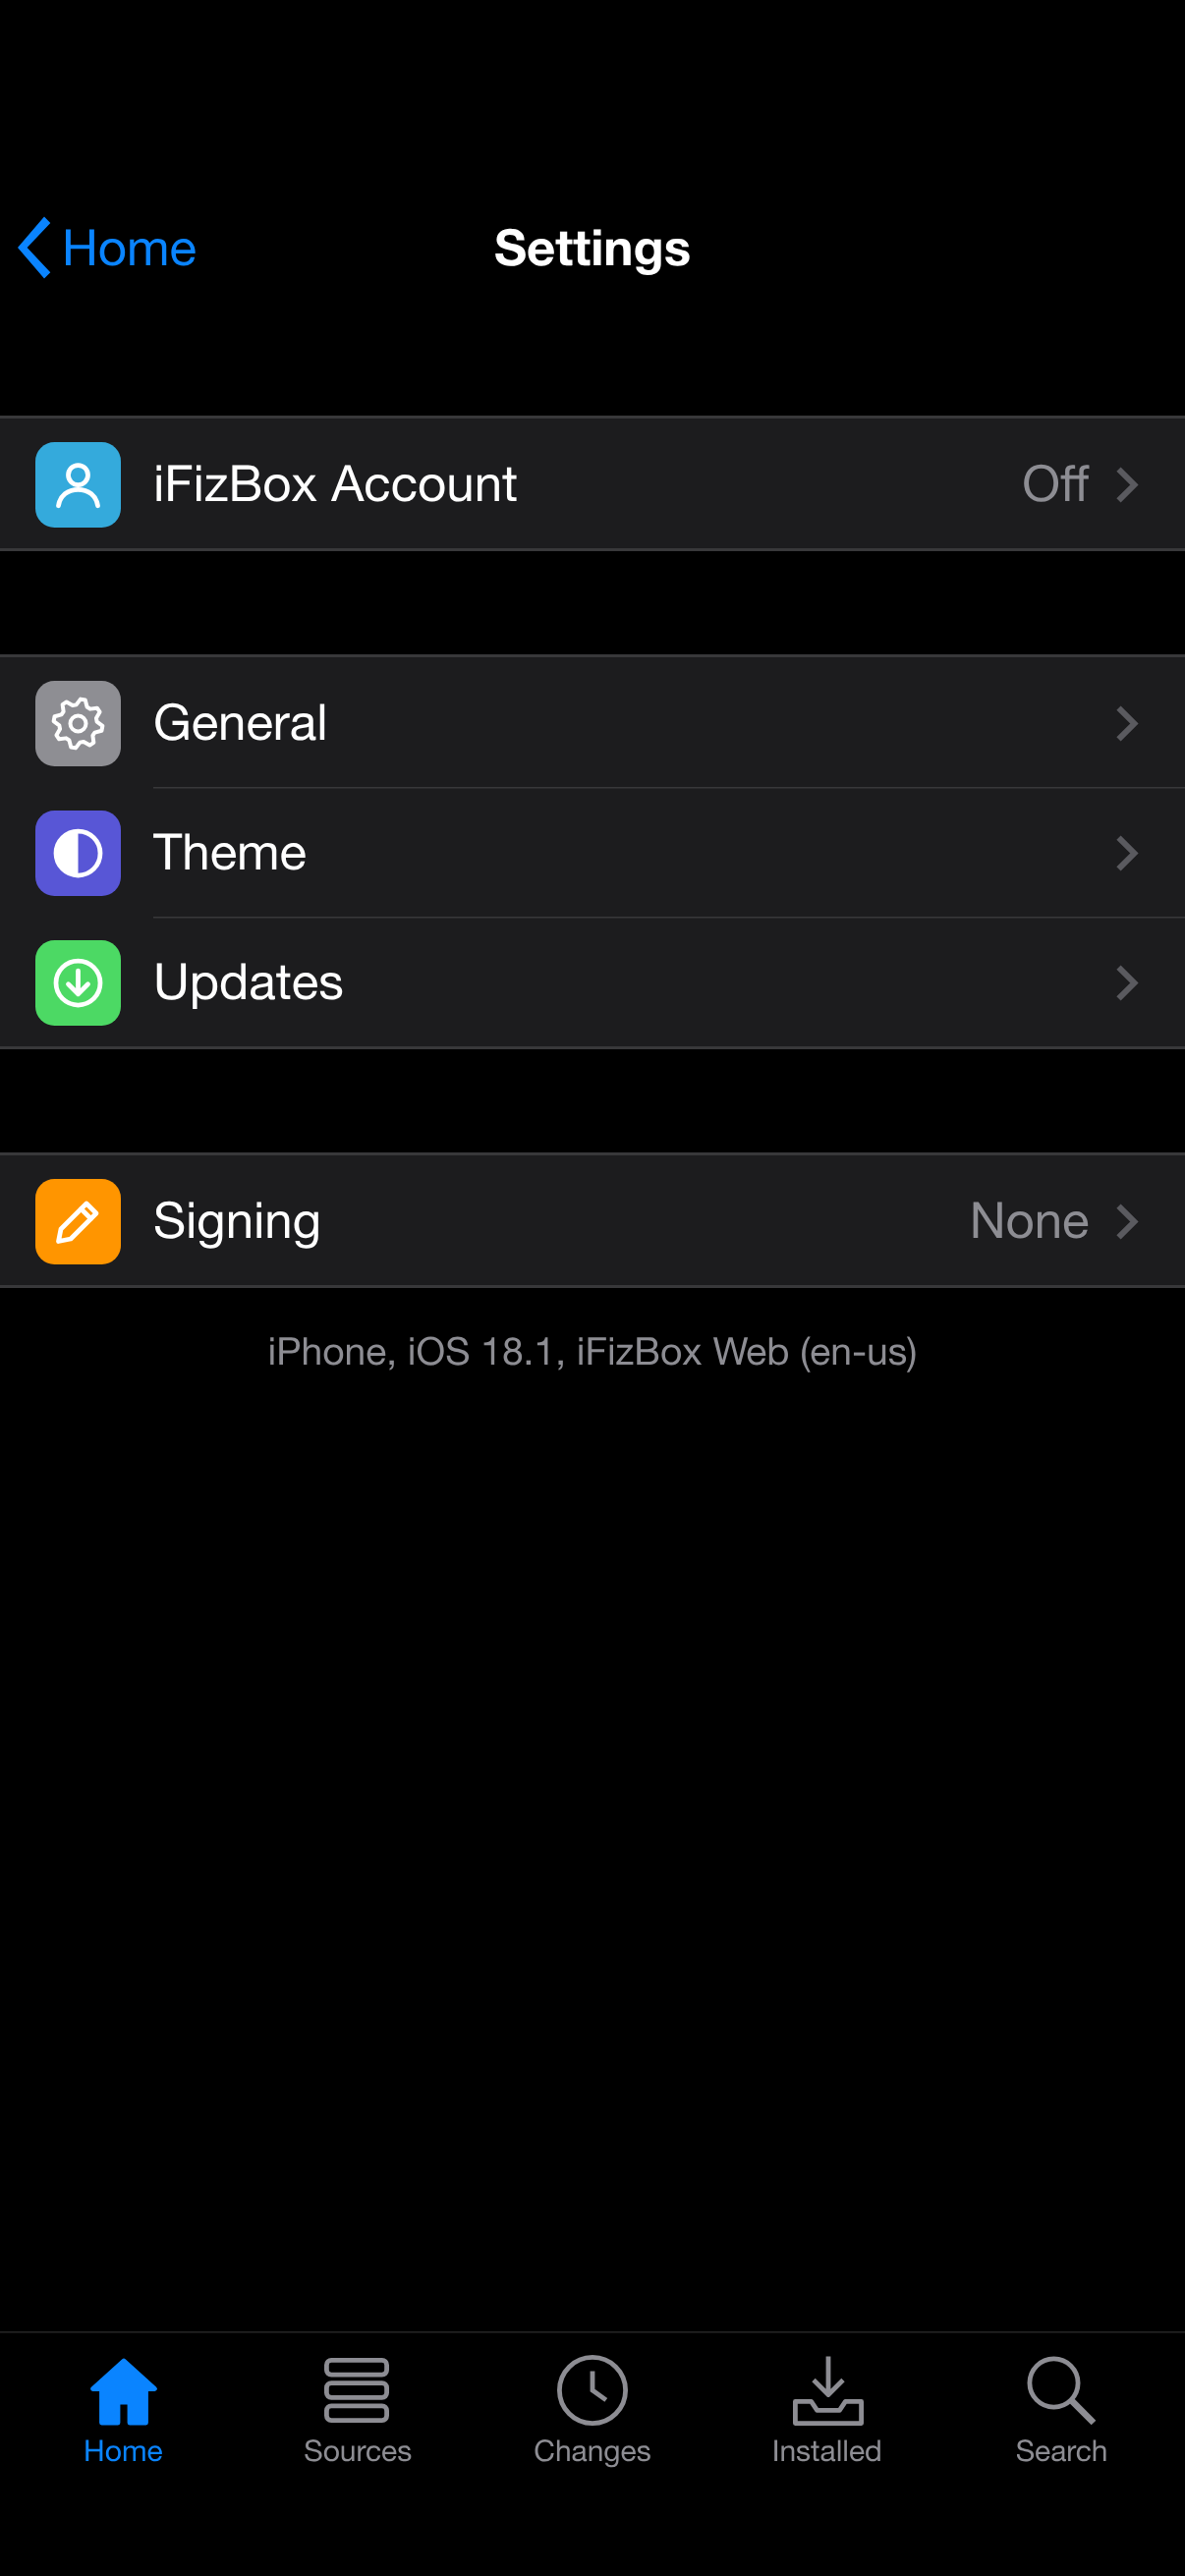 Home Settings
iFizBox Account Off
General
Theme
Updates
Signing None
iPhone, iOS 18.1, iFizBox Web (en-us)
Home Sources Changes Installed Search